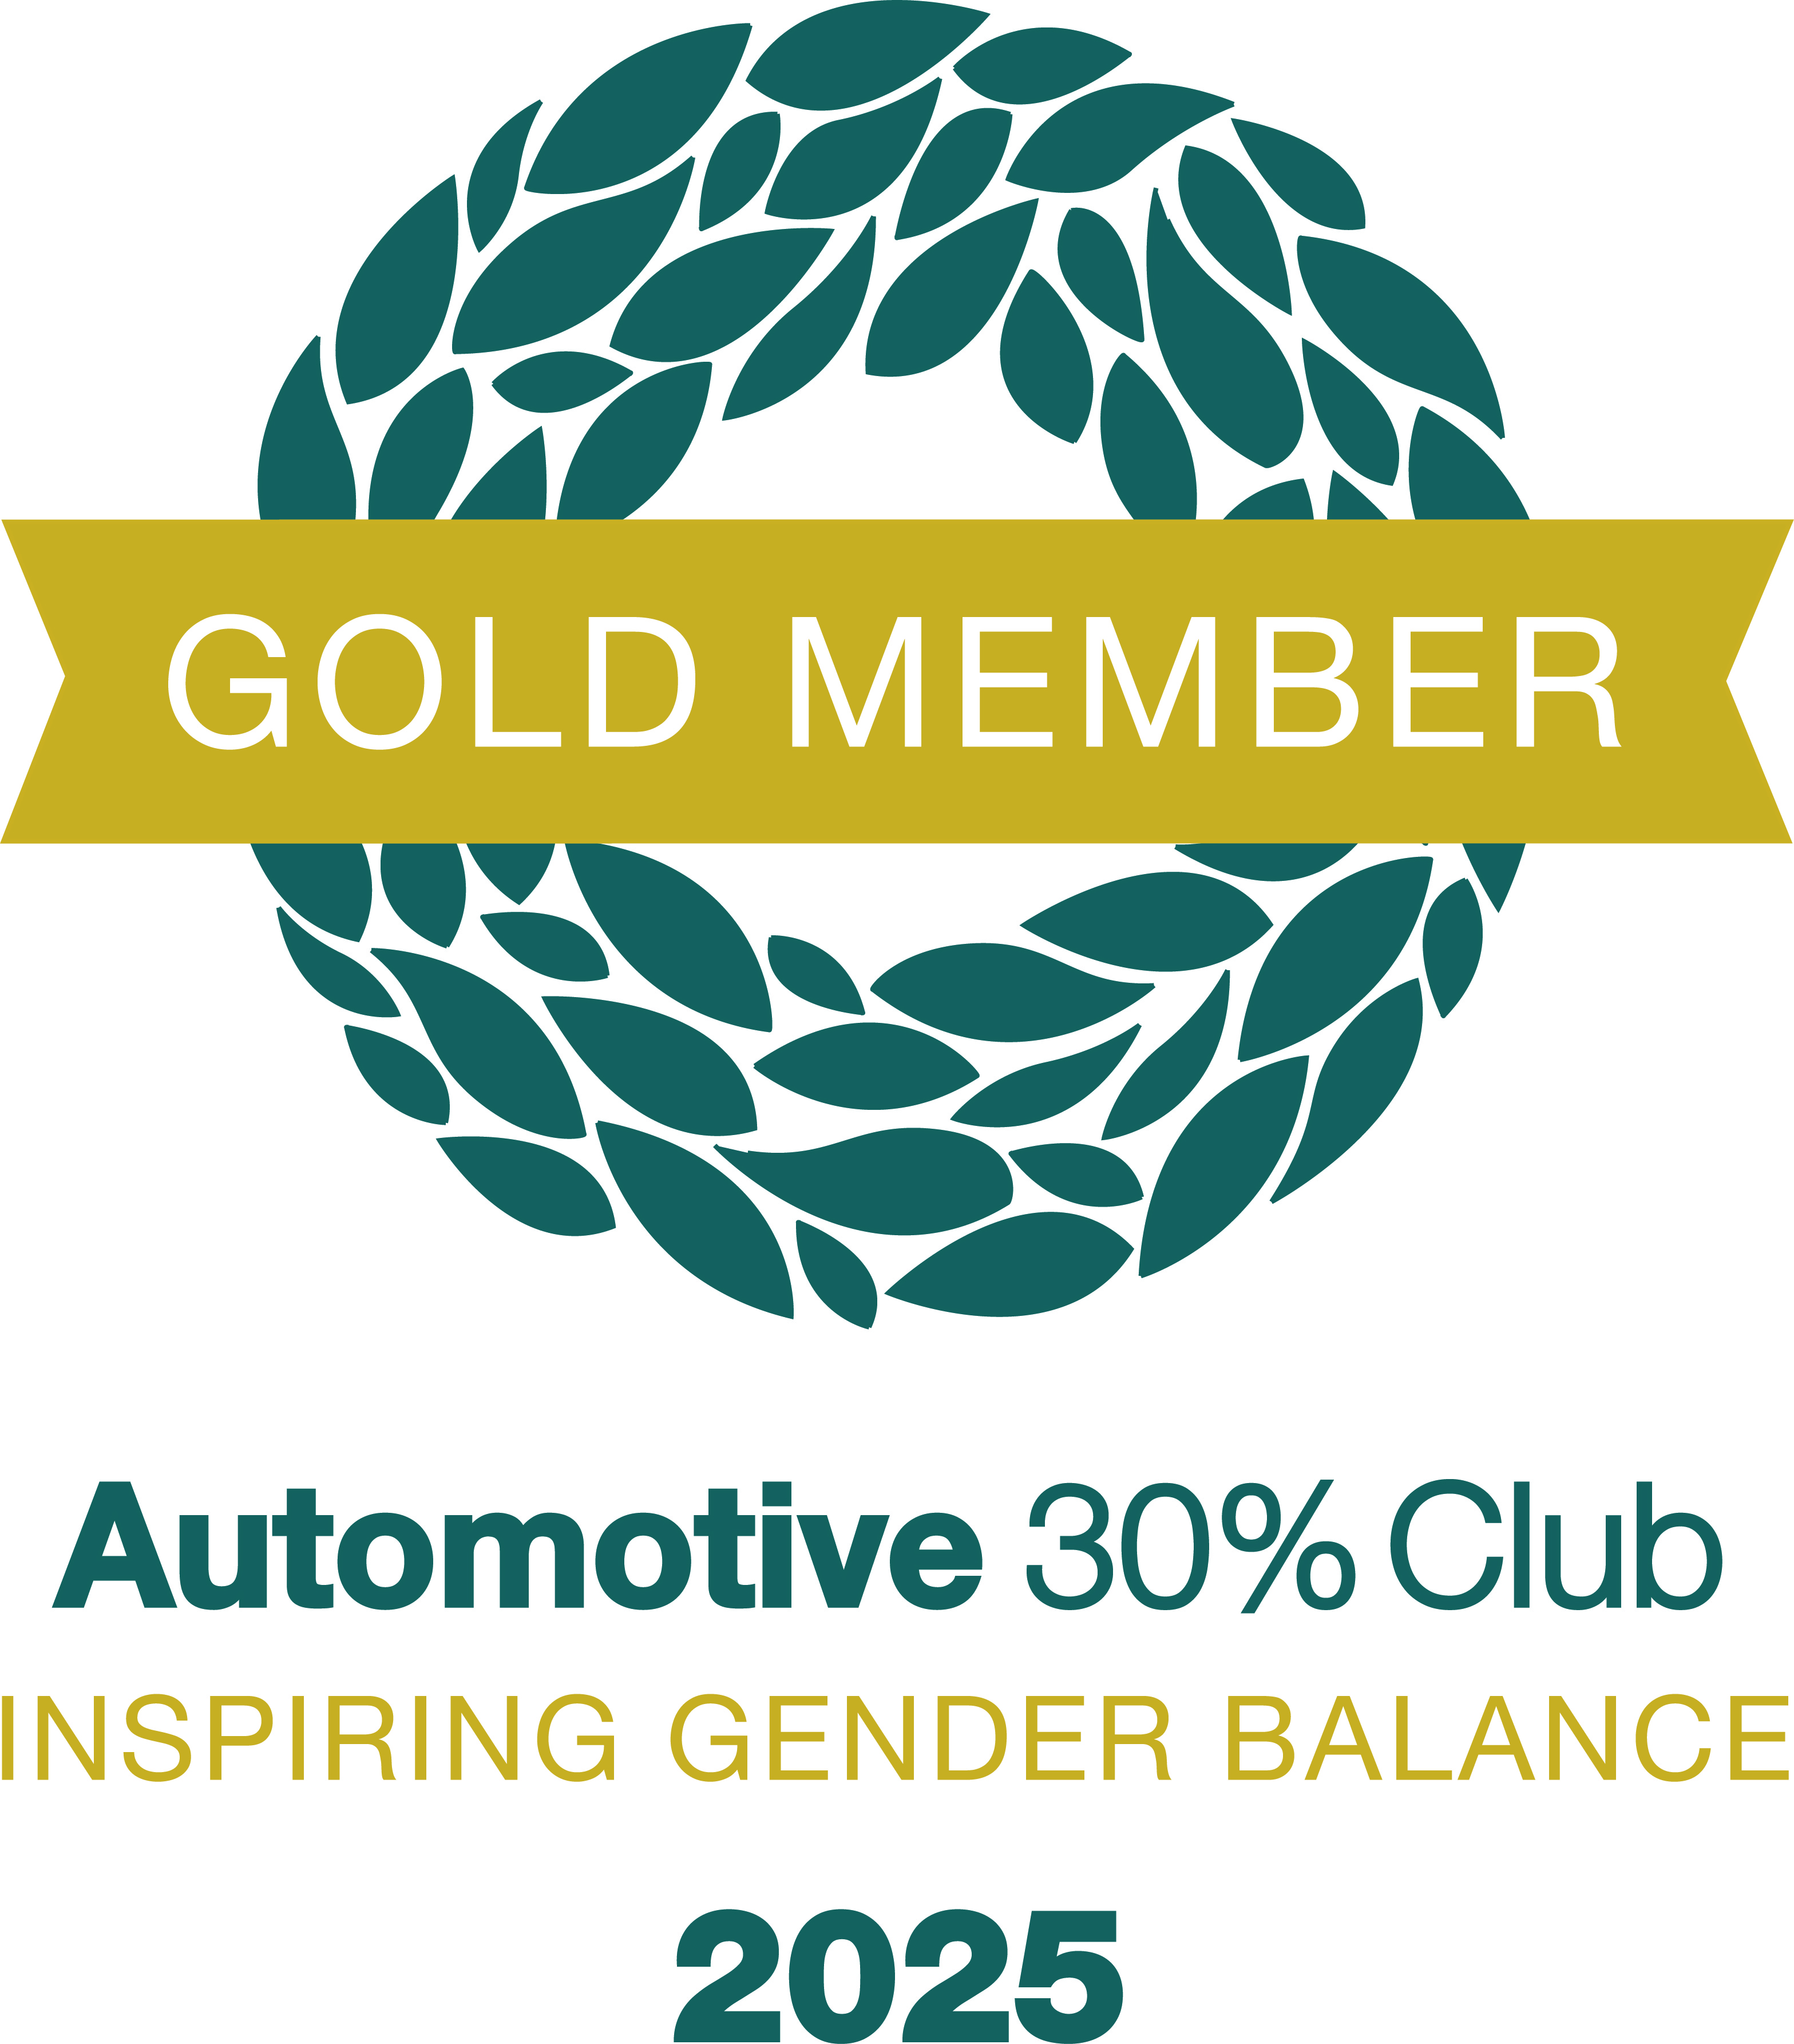 GOLD MEMBER
Automotive 30% Club
INSPIRING GENDER BALANCE
2025